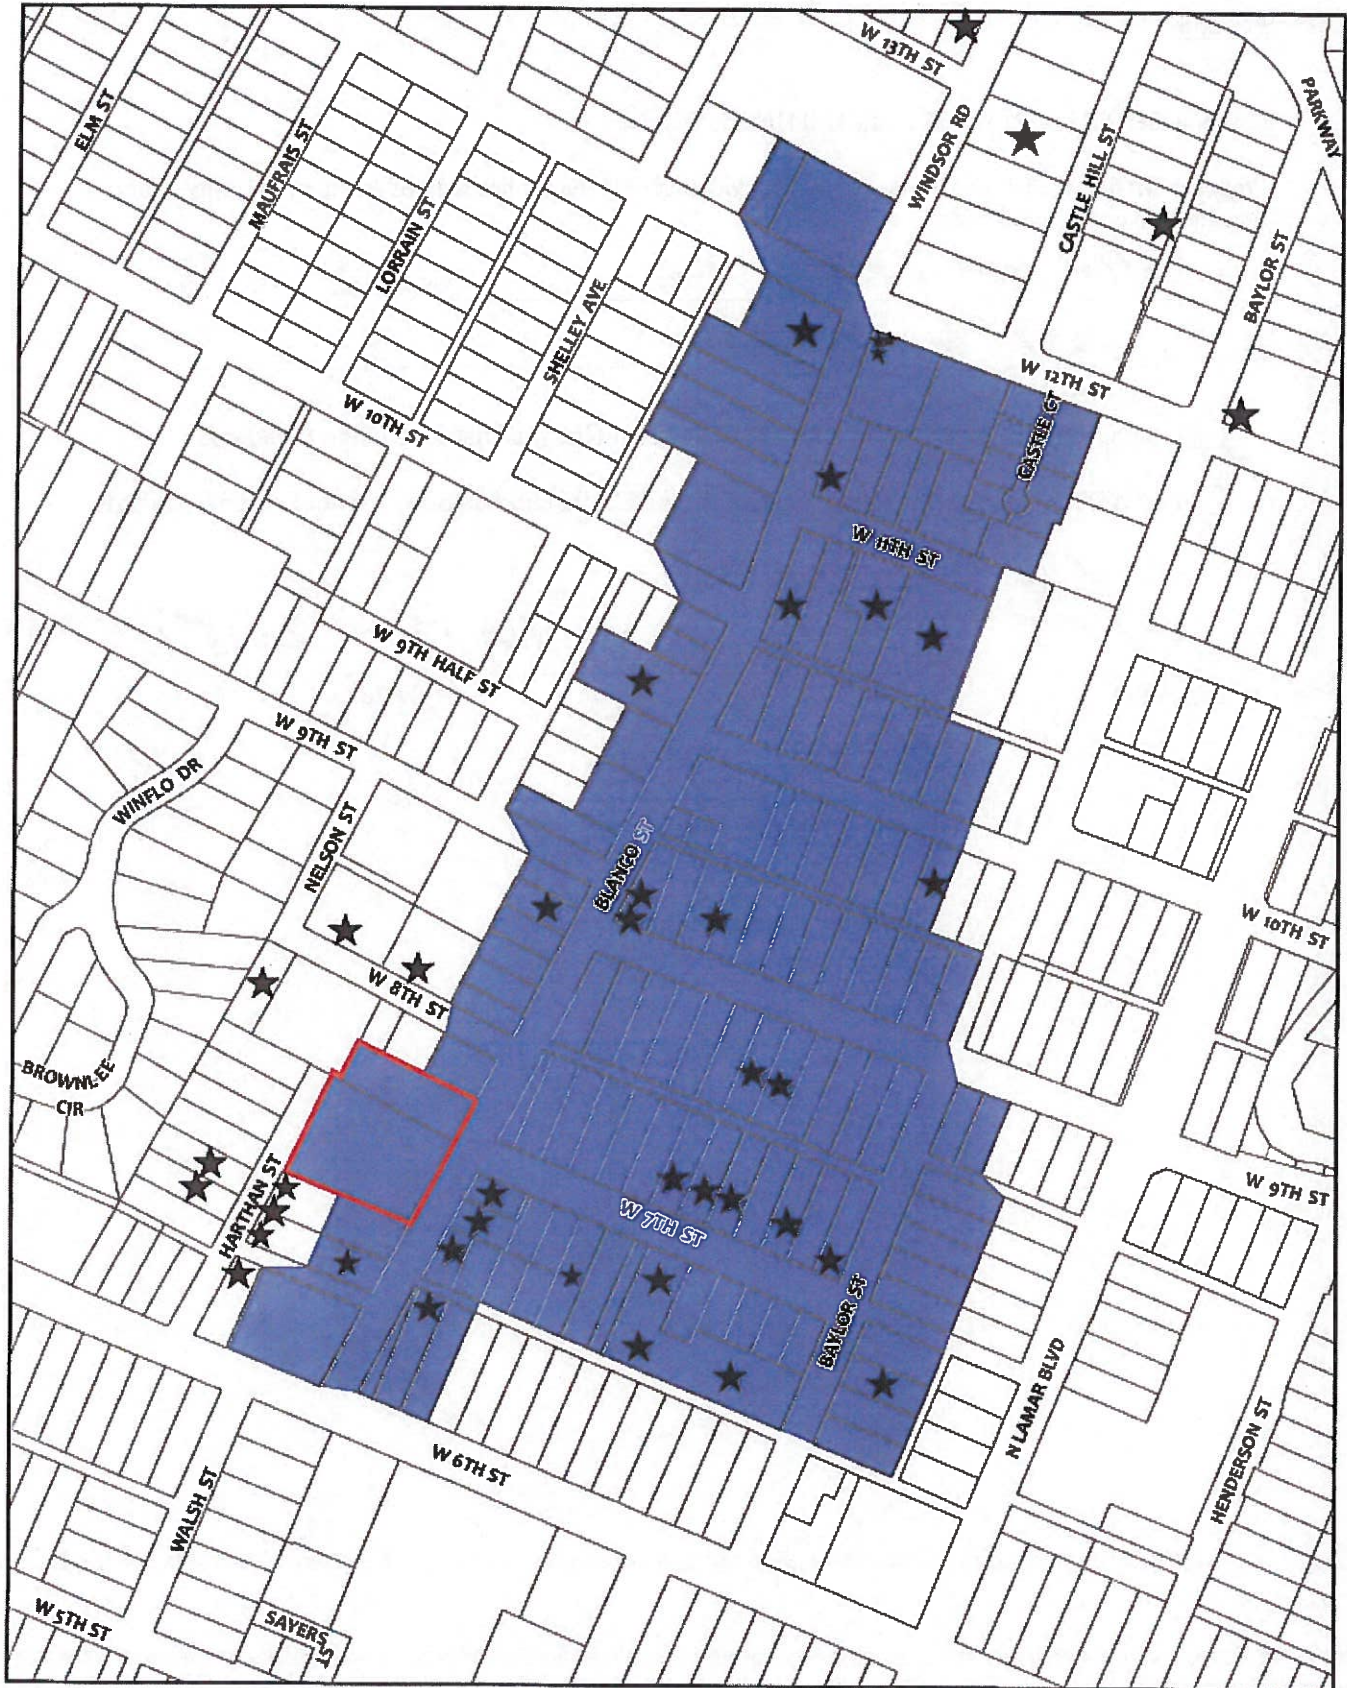 W 13TH ST
PARKWAY
ELM ST
MAUFRAIS ST
WINDSOR RD
CASTLE HILL ST
LORRAIN ST
BAYLOR ST
SHELLEY AVE
W 12TH ST
W 10TH ST
CASTLE CT
W 11TH ST
W 9TH HALF ST
W 9TH ST
WINFLO DR
NELSON ST
BLANCO ST
W 10TH ST
W 8TH ST
BROWNLEE
CIR
HARTHAN ST
W 7TH ST
W 9TH ST
BAYLOR ST
N LAMAR BLVD
HENDERSON ST
W 6TH ST
WALSH ST
W 5TH ST
SAYERS
ST